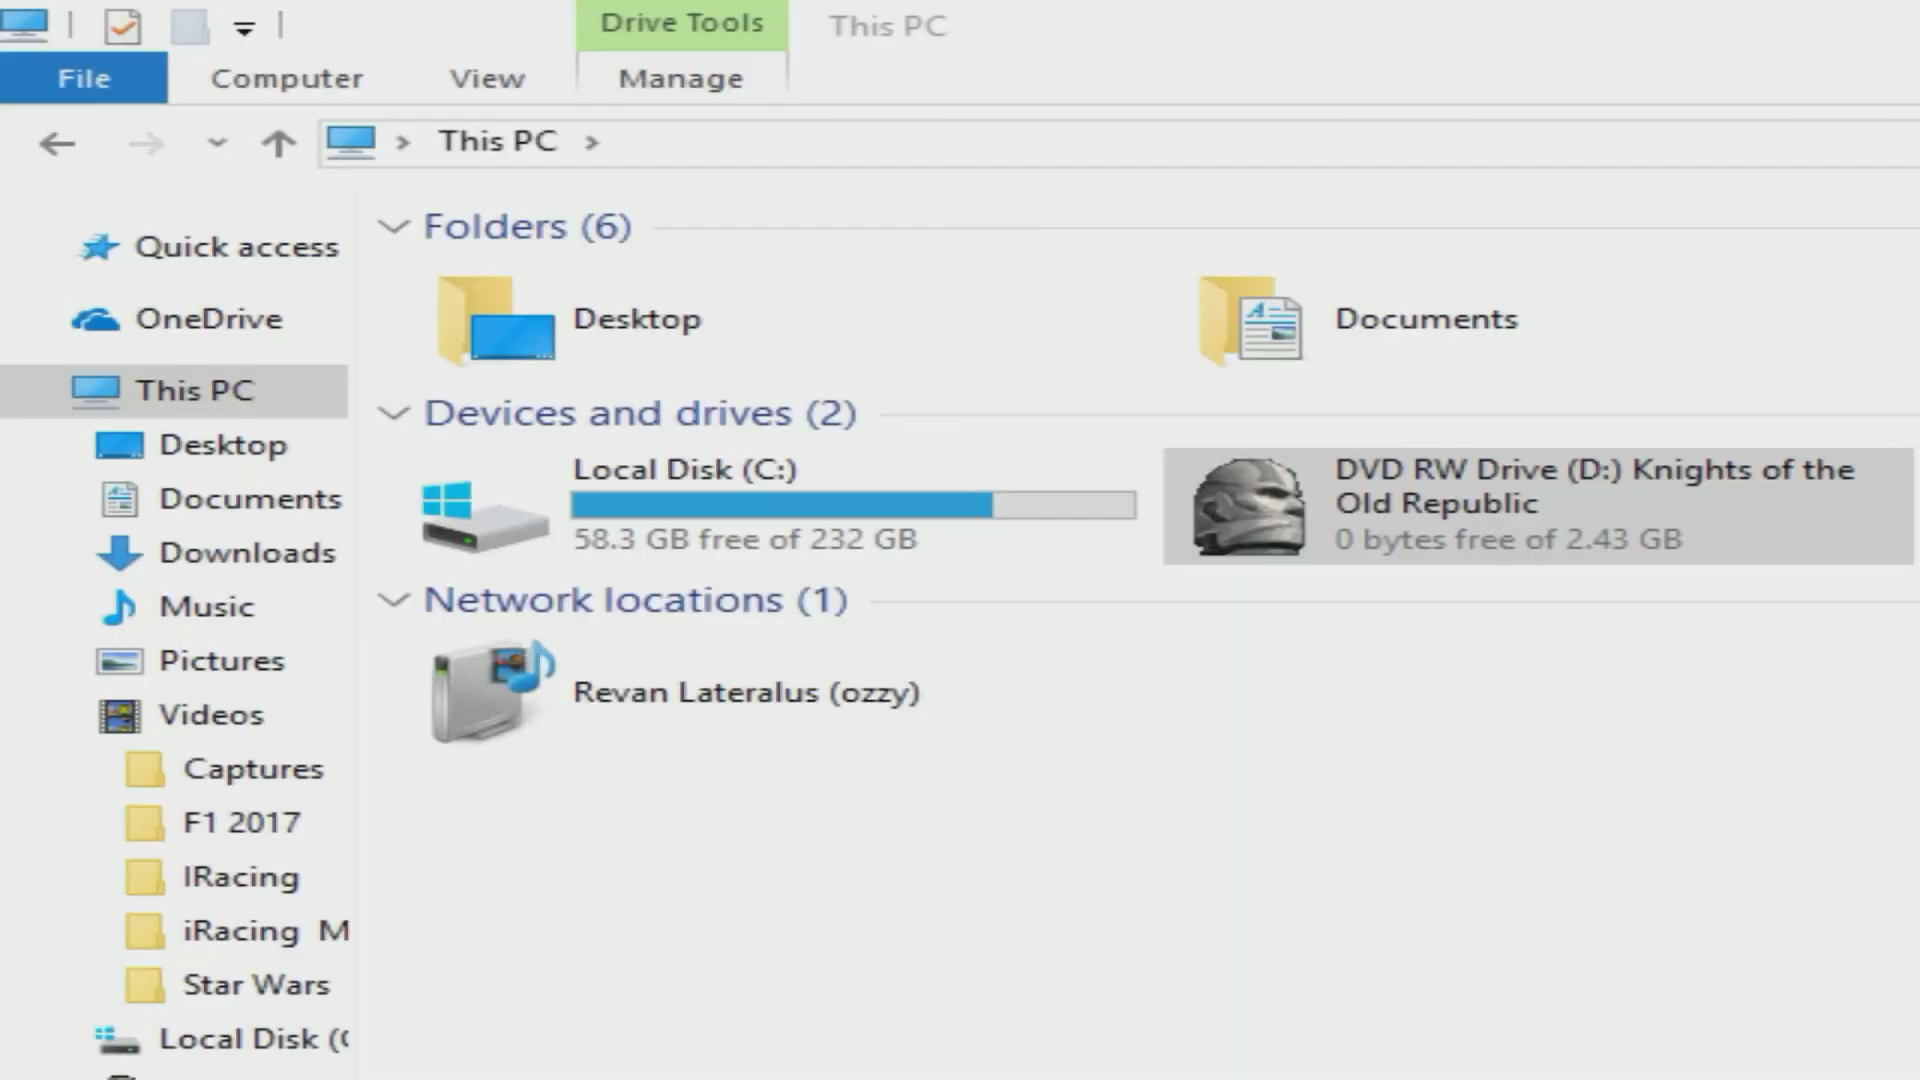 Drive Tools
This PC
File
Computer
View
Manage
This PC
Quick access
OneDrive
This PC
Desktop
Documents
Downloads
Music
Pictures
Videos
Captures
F1 2017
IRacing
iRacing M
Star Wars
Local Disk (C
Folders (6)
Desktop
Documents
Devices and drives (2)
Local Disk (C:)
58.3 GB free of 232 GB
DVD RW Drive (D:) Knights of the
Old Republic
0 bytes free of 2.43 GB
Network locations (1)
Revan Lateralus (ozzy)